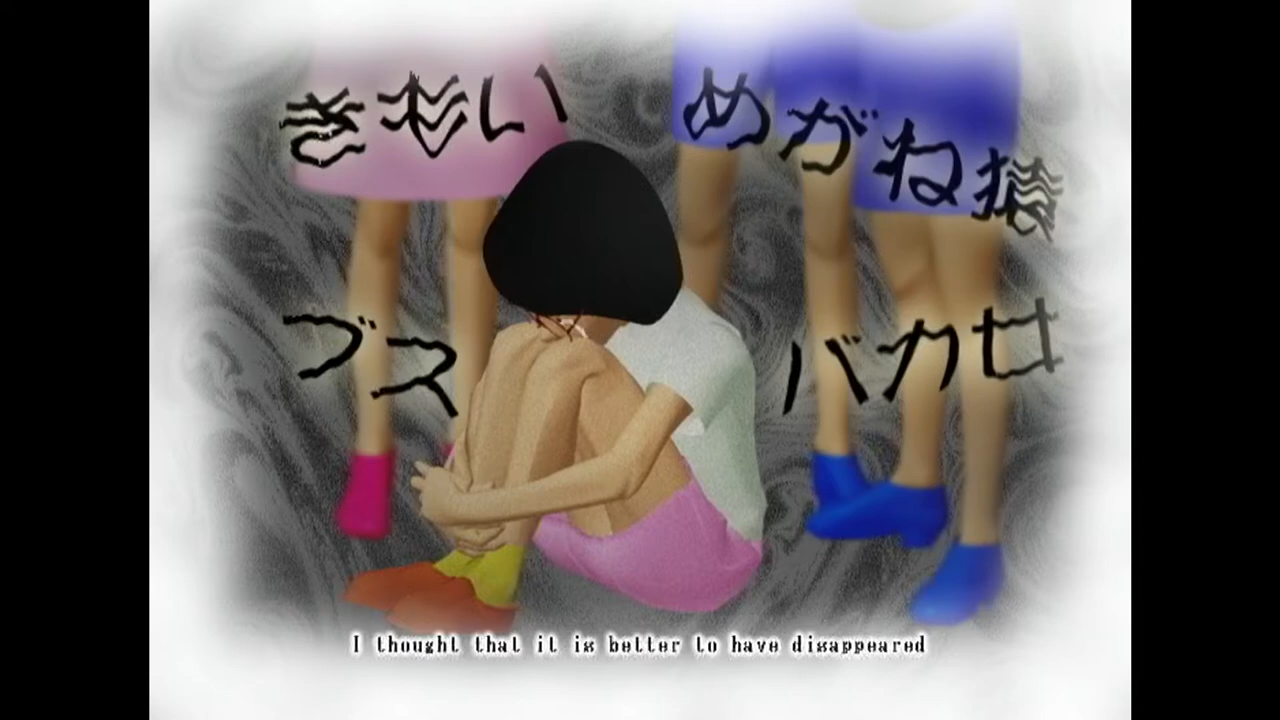 きもい
めがね猿
ブス
バカせ
I thought that it is better to have disappeared